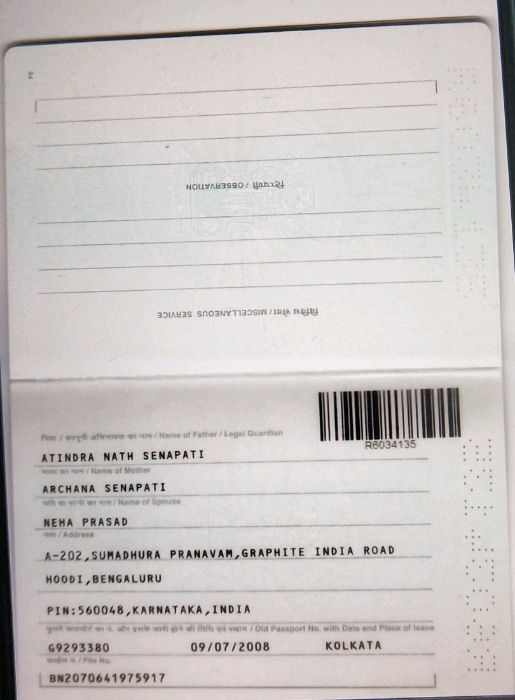 विविध सेवा / MISCELLANEOUS SERVICE
टिप्पणी / OBSERVATION
R6034135
पिता / कानूनी अभिभावक का नाम / Name of Father / Legal Guardian
ATINDRA NATH SENAPATI
माता का नाम / Name of Mother
ARCHANA SENAPATI
पति या पत्नी का नाम / Name of Spouse
NEHA PRASAD
पता / Address
A-202,SUMADHURA PRANAVAM,GRAPHITE INDIA ROAD
HOODI,BENGALURU
PIN:560048,KARNATAKA,INDIA
पुराने पासपोर्ट का नं. और इसके जारी होने की तिथि एवं स्थान / Old Passport No. with Date and Place of Issue
G9293380 09/07/2008 KOLKATA
फाईल नं. / File No.
BN2070641975917